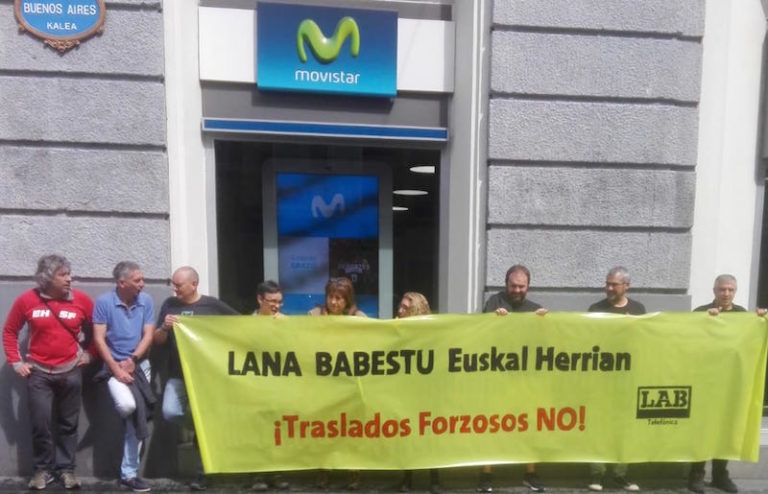 BUENOS AIRES
KALEA
movistar
LANA BABESTU Euskal Herrian
¡Traslados Forzosos NO!
LAB
Telefónica